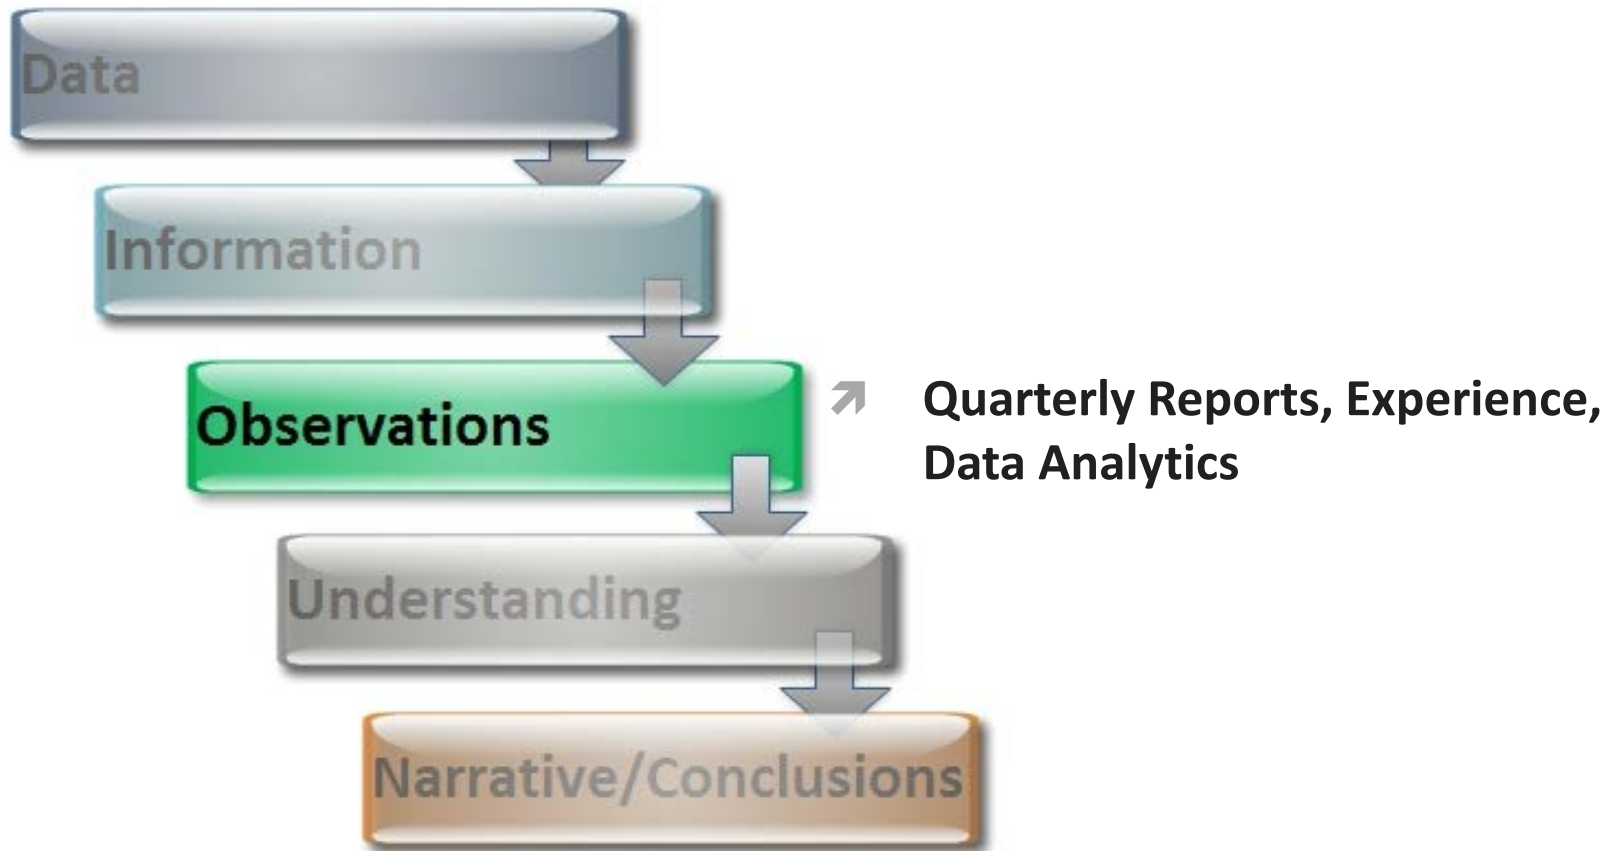 Data
Information
Observations
Quarterly Reports, Experience,
Data Analytics
Understanding
Narrative/Conclusions